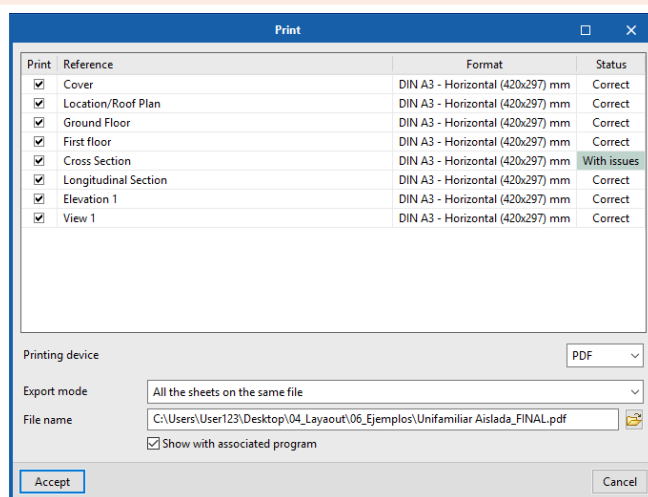 Print
Print Reference Format Status
Cover DIN A3 - Horizontal (420x297) mm Correct
Location/Roof Plan DIN A3 - Horizontal (420x297) mm Correct
Ground Floor DIN A3 - Horizontal (420x297) mm Correct
First floor DIN A3 - Horizontal (420x297) mm Correct
Cross Section DIN A3 - Horizontal (420x297) mm With issues
Longitudinal Section DIN A3 - Horizontal (420x297) mm Correct
Elevation 1 DIN A3 - Horizontal (420x297) mm Correct
View 1 DIN A3 - Horizontal (420x297) mm Correct
Printing device PDF
Export mode All the sheets on the same file
File name C:\Users\User123\Desktop\04_Layaout\06_Ejemplos\Unifamiliar Aislada_FINAL.pdf
Show with associated program
Accept Cancel